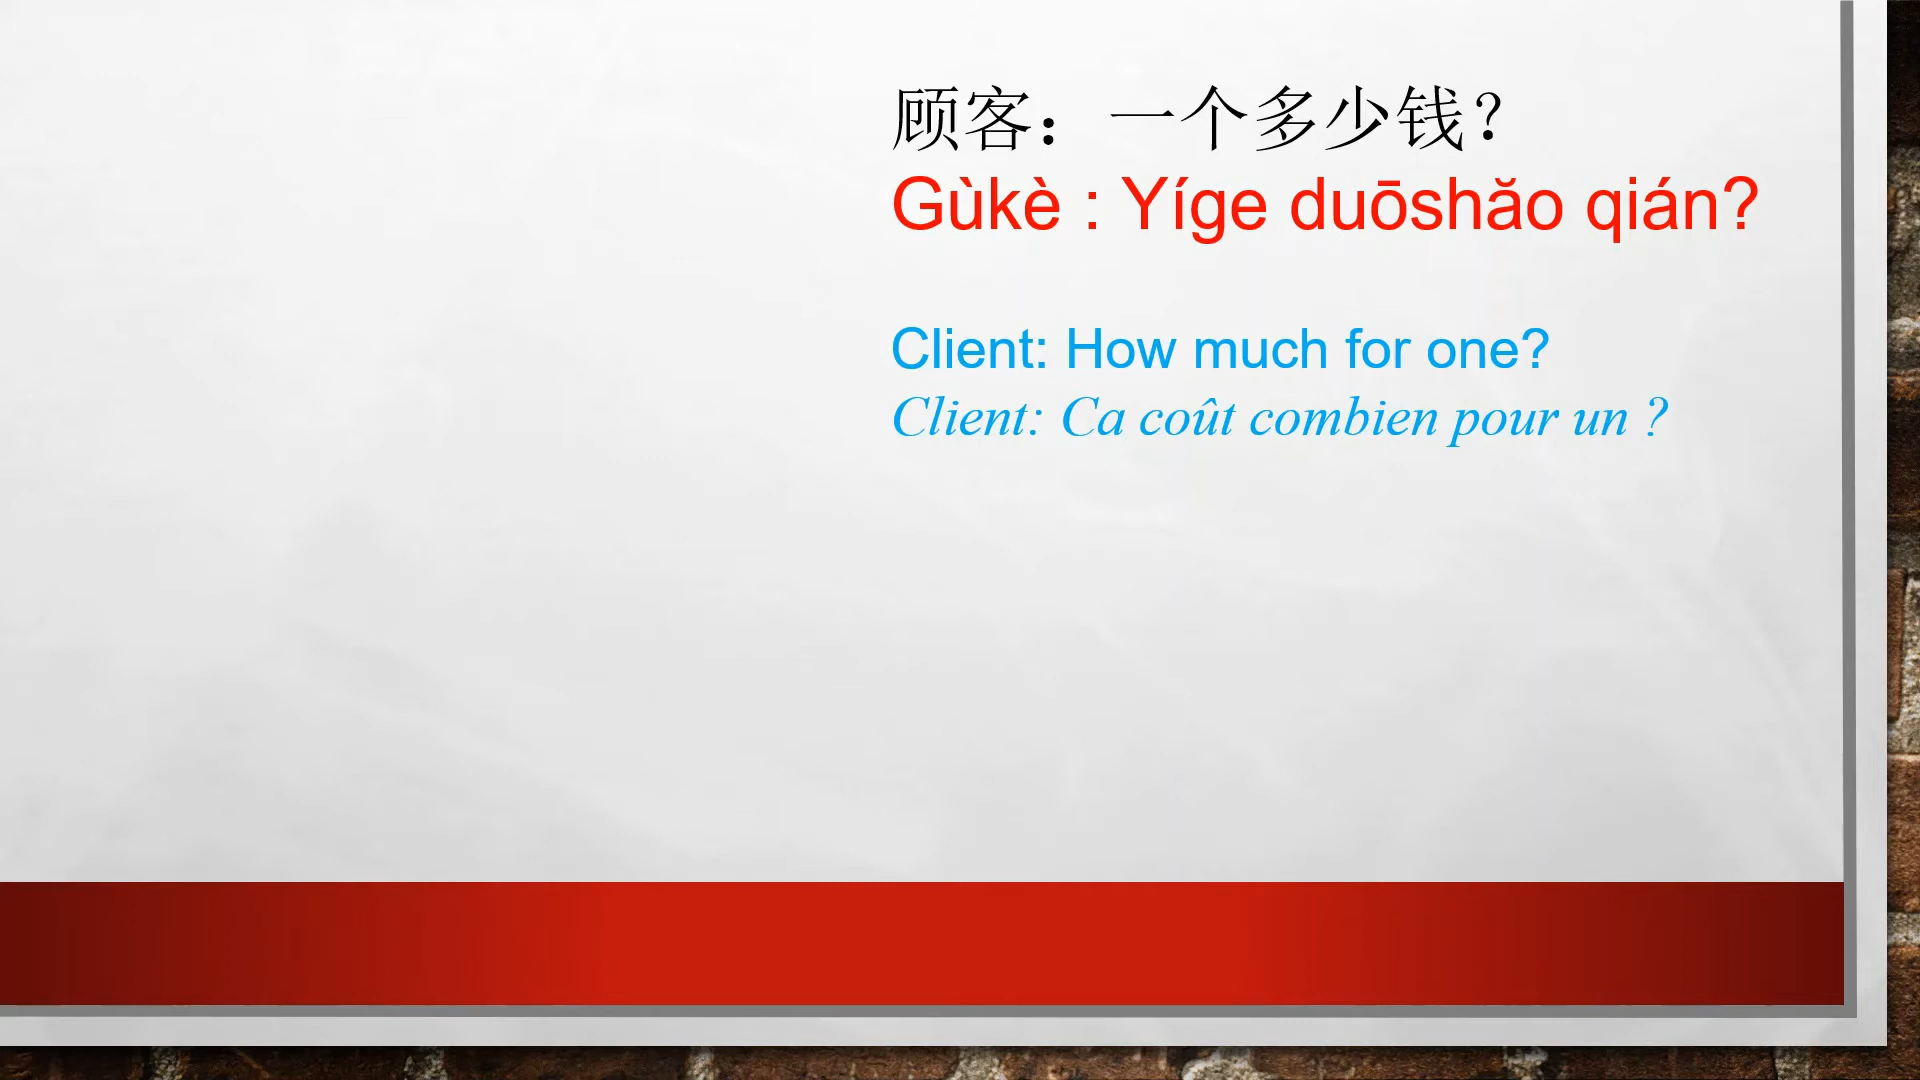 顾客：一个多少钱？
Gùkè : Yíge duōshăo qián?
Client: How much for one?
Client: Ca coût combien pour un ?